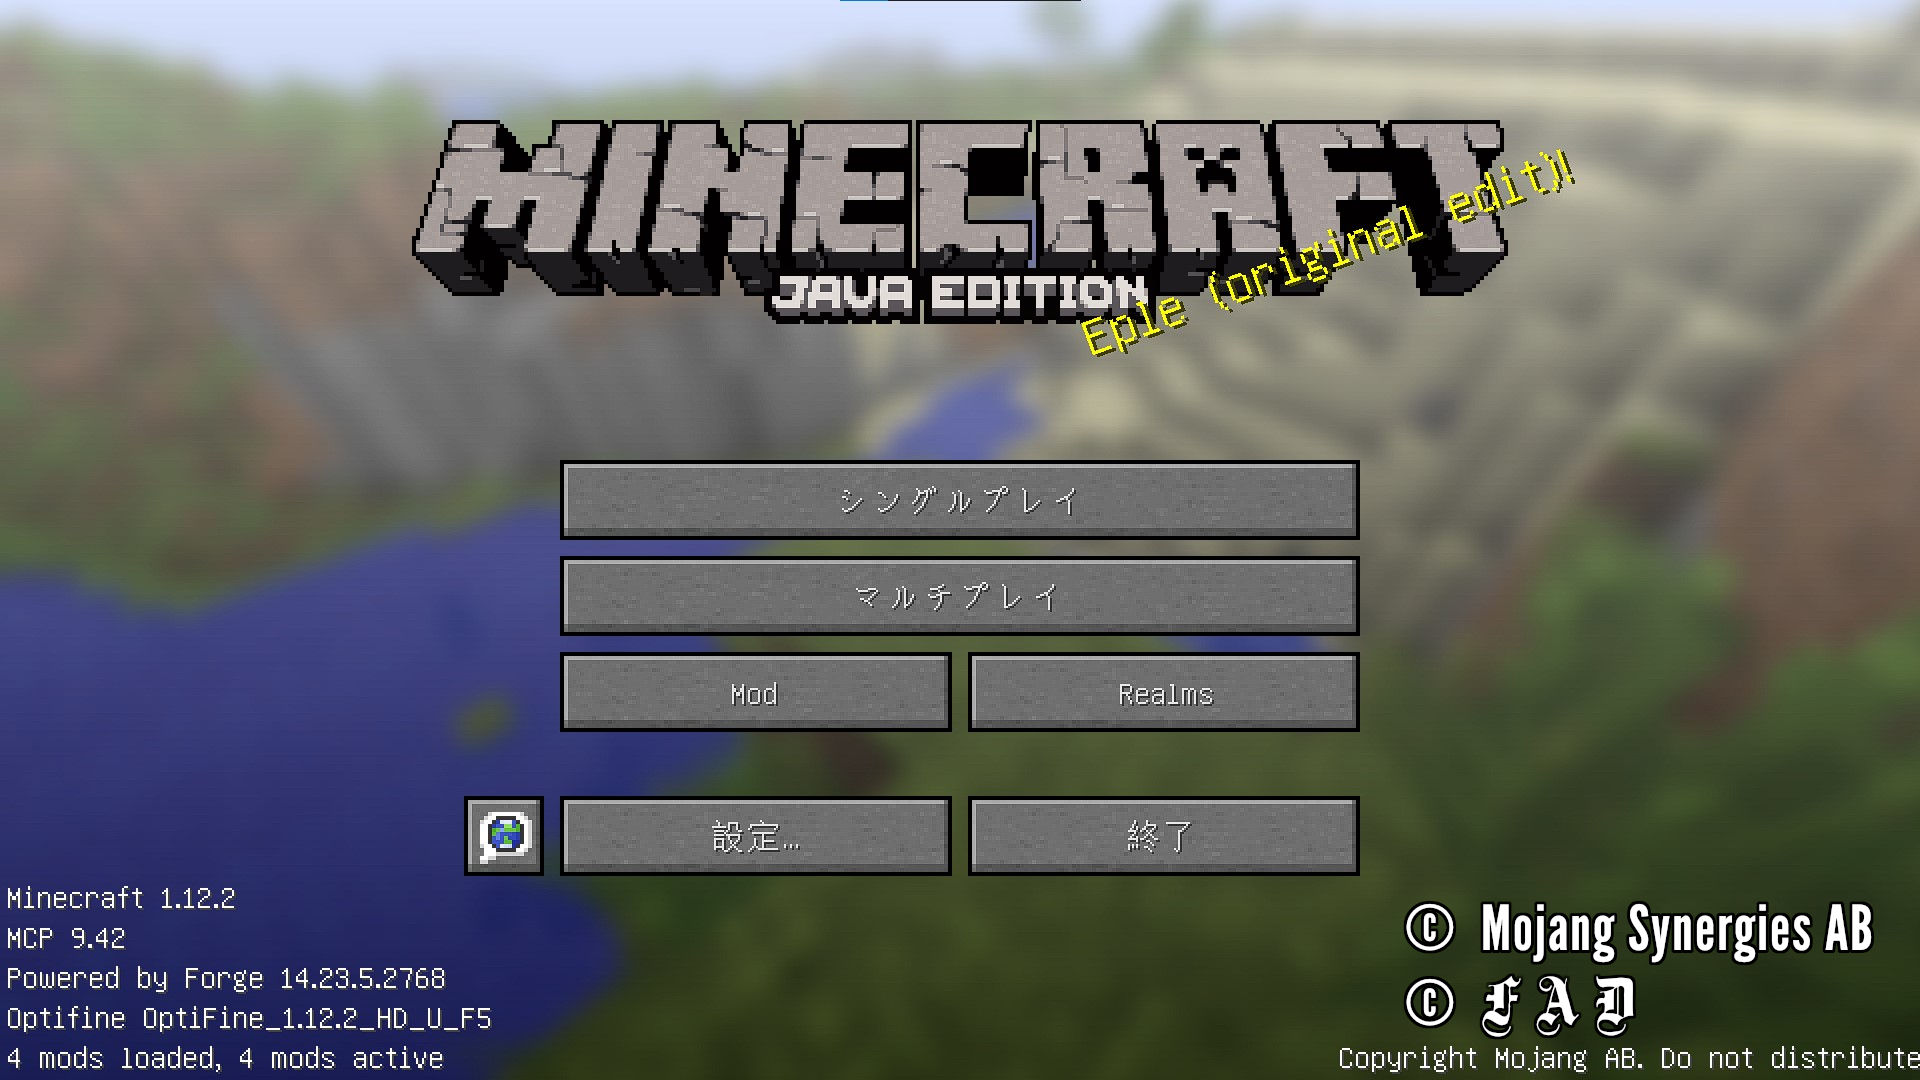 MINECRAFT
JAVA EDITION
Eple (original edit)!
シングルプレイ
マルチプレイ
Mod
Realms
設定...
終了
Minecraft 1.12.2
MCP 9.42
Powered by Forge 14.23.5.2768
Optifine OptiFine_1.12.2_HD_U_F5
4 mods loaded, 4 mods active
© Mojang Synergies AB
© FAD
Copyright Mojang AB. Do not distribute